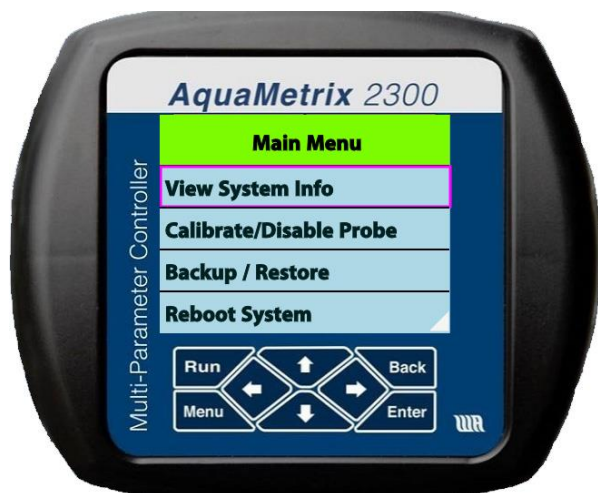 AquaMetrix 2300
Multi-Parameter Controller
Main Menu
View System Info
Calibrate/Disable Probe
Backup / Restore
Reboot System
Run
Back
Menu
Enter